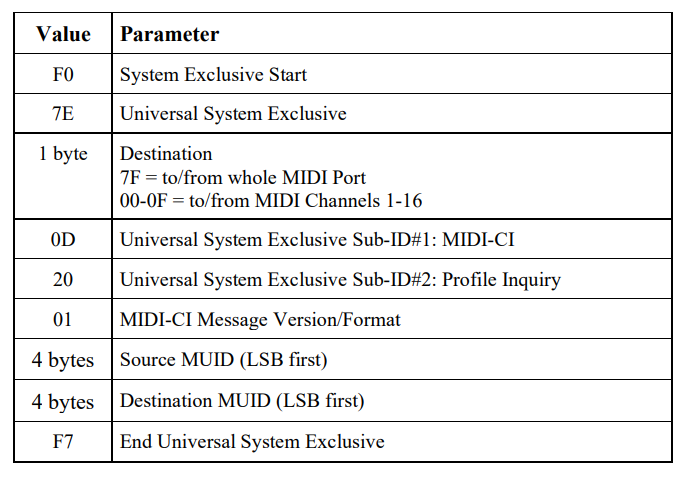 Value Parameter
F0 System Exclusive Start
7E Universal System Exclusive
1 byte Destination
7F = to/from whole MIDI Port
00-0F = to/from MIDI Channels 1-16
0D Universal System Exclusive Sub-ID#1: MIDI-CI
20 Universal System Exclusive Sub-ID#2: Profile Inquiry
01 MIDI-CI Message Version/Format
4 bytes Source MUID (LSB first)
4 bytes Destination MUID (LSB first)
F7 End Universal System Exclusive